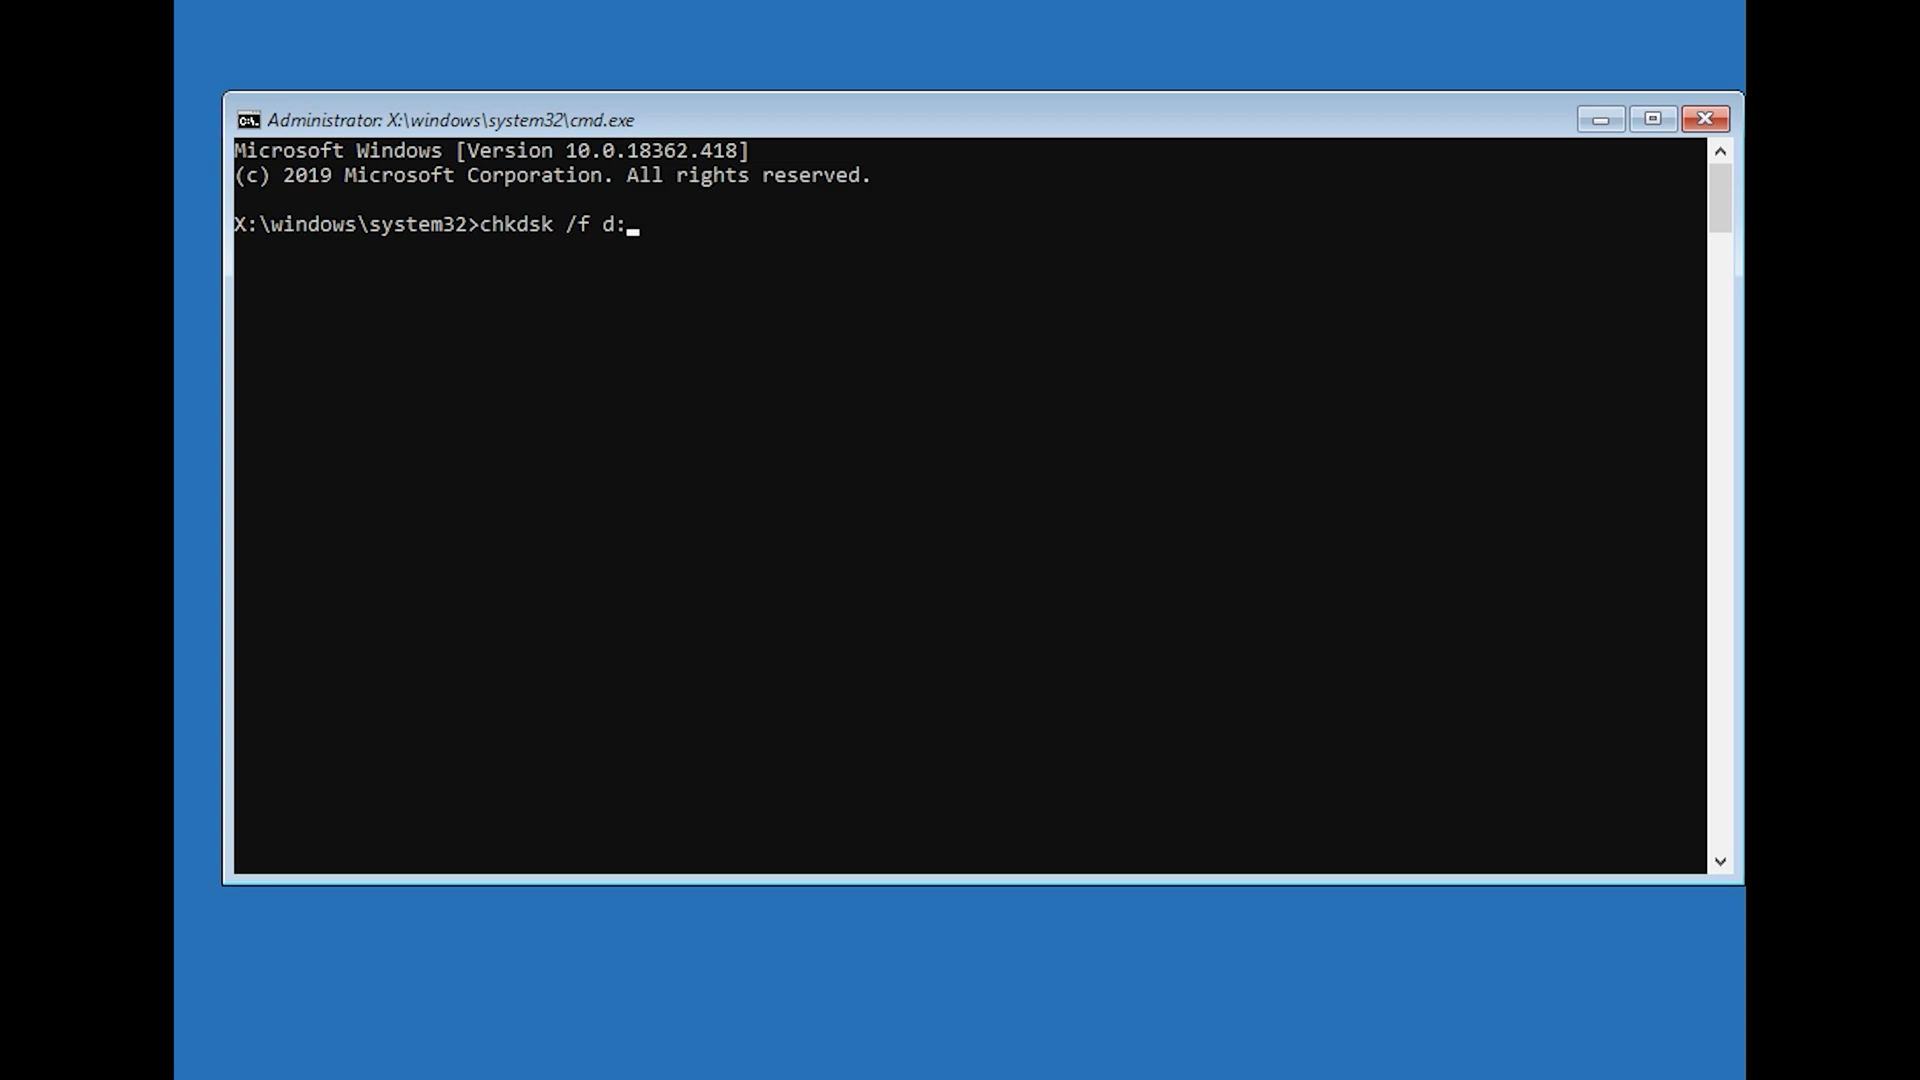 Administrator: X:\windows\system32\cmd.exe
Microsoft Windows [Version 10.0.18362.418]
(c) 2019 Microsoft Corporation. All rights reserved.
X:\windows\system32>chkdsk /f d: